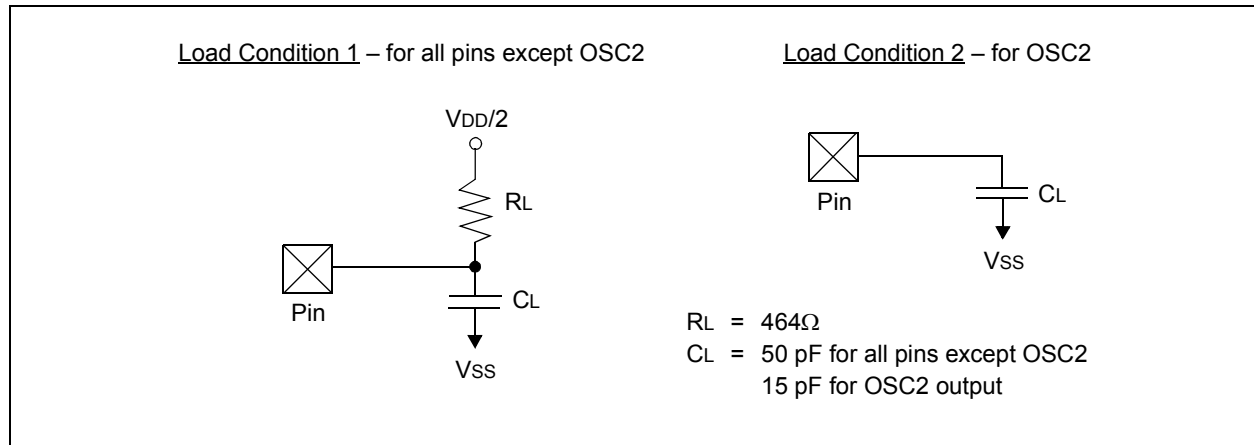 Load Condition 1 – for all pins except OSC2
VDD/2
RL
Pin
CL
VSS
Load Condition 2 – for OSC2
Pin
CL
VSS
RL = 464Ω
CL = 50 pF for all pins except OSC2
15 pF for OSC2 output